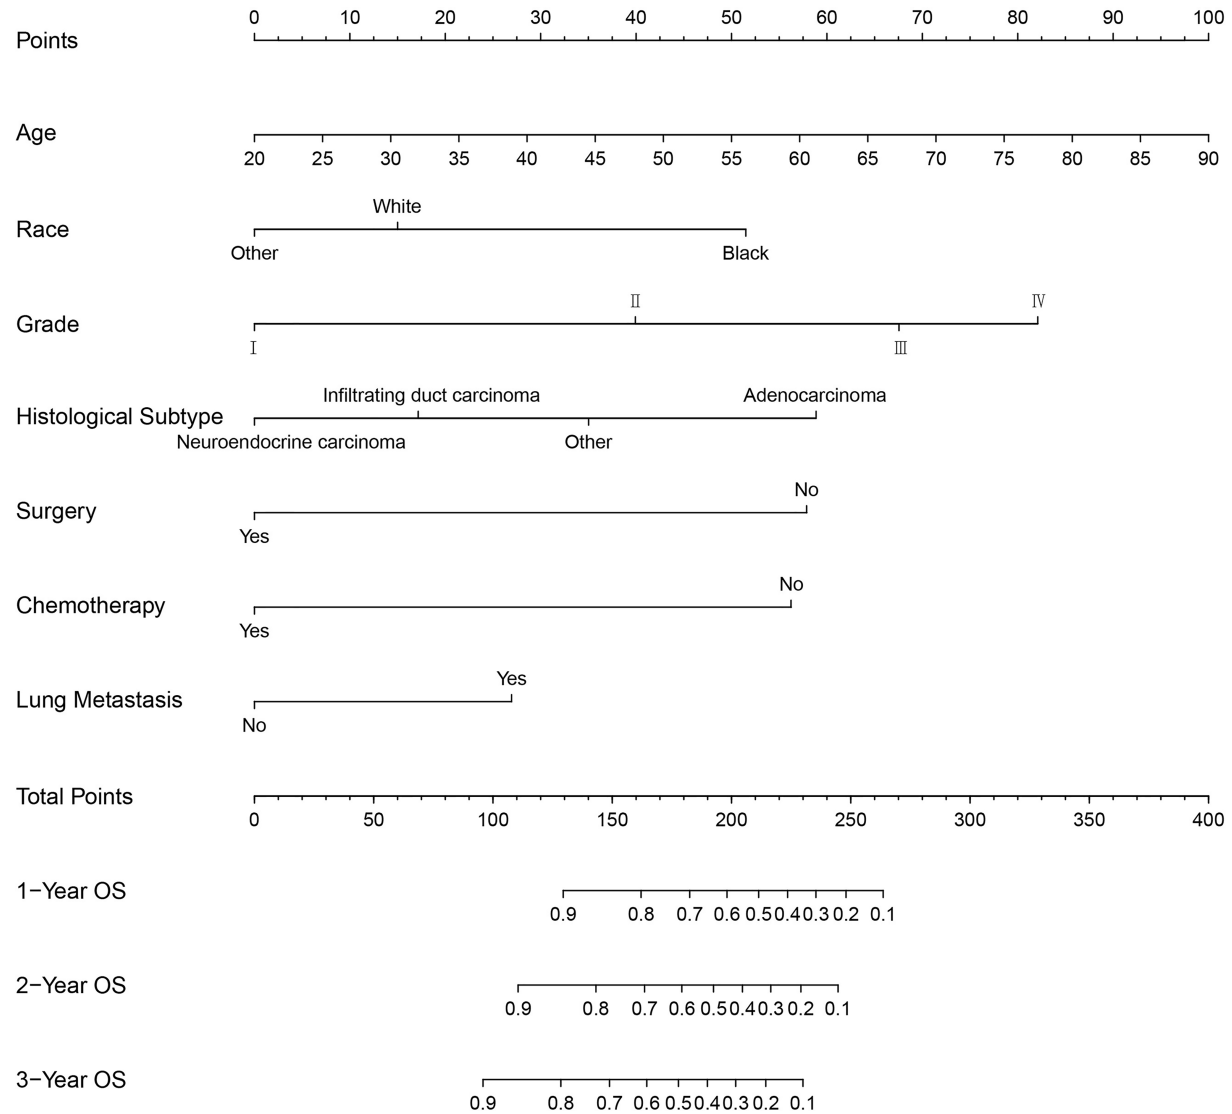 0 10 20 30 40 50 60 70 80 90 100
Points
Age
20 25 30 35 40 45 50 55 60 65 70 75 80 85 90
White
Race
Other Black
Ⅱ Ⅳ
Grade
Ⅰ Ⅲ
Infiltrating duct carcinoma Adenocarcinoma
Histological Subtype
Neuroendocrine carcinoma Other
No
Surgery
Yes
No
Chemotherapy
Yes
Yes
Lung Metastasis
No
Total Points
0 50 100 150 200 250 300 350 400
1−Year OS
0.9 0.8 0.7 0.6 0.5 0.4 0.3 0.2 0.1
2−Year OS
0.9 0.8 0.7 0.6 0.5 0.4 0.3 0.2 0.1
3−Year OS
0.9 0.8 0.7 0.6 0.5 0.4 0.3 0.2 0.1